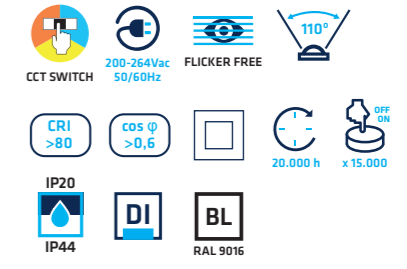 110°
CCT SWITCH
200-264Vac
50/60Hz
FLICKER FREE
CRI
>80
cos φ
>0,6
OFF
ON
20.000 h
x 15.000
IP20
IP44
DI
BL
RAL 9016